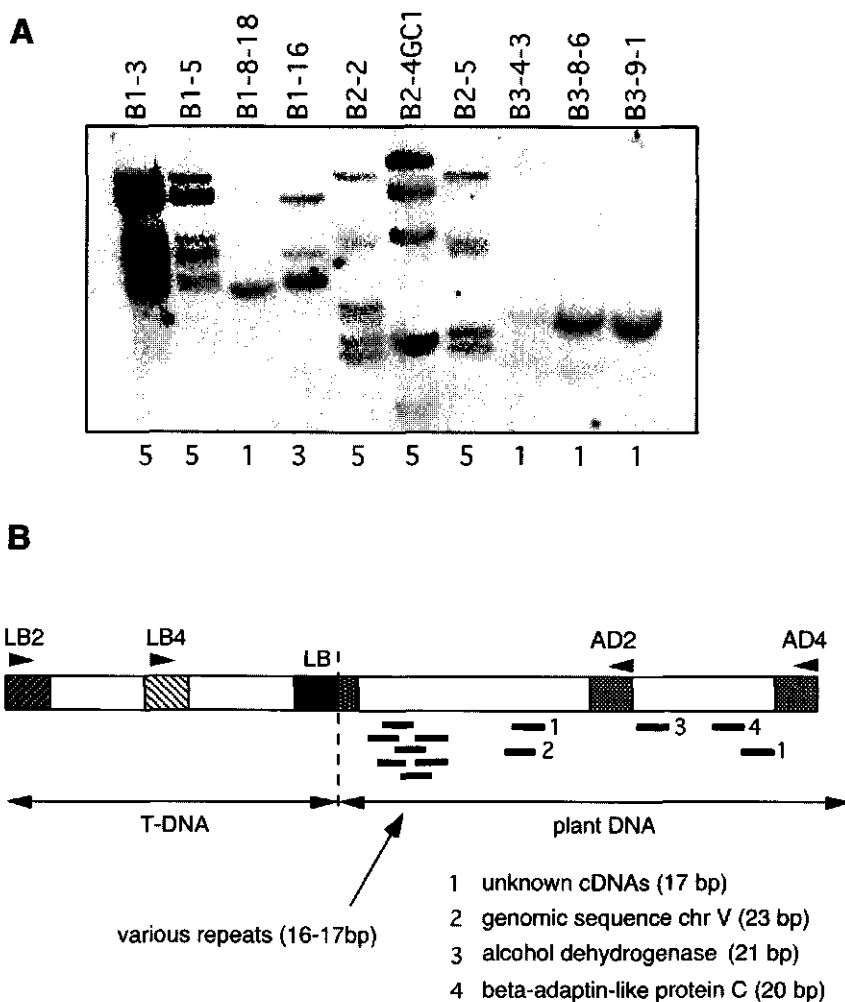 A
B1-3 B1-5 B1-8-18 B1-16 B2-2 B2-4GC1 B2-5 B3-4-3 B3-8-6 B3-9-1
5 5 1 3 5 5 5 1 1 1
B
LB2 LB4 LB AD2 AD4
1 3 4
2 1
T-DNA plant DNA
various repeats (16-17bp)
1 unknown cDNAs (17 bp)
2 genomic sequence chr V (23 bp)
3 alcohol dehydrogenase (21 bp)
4 beta-adaptin-like protein C (20 bp)